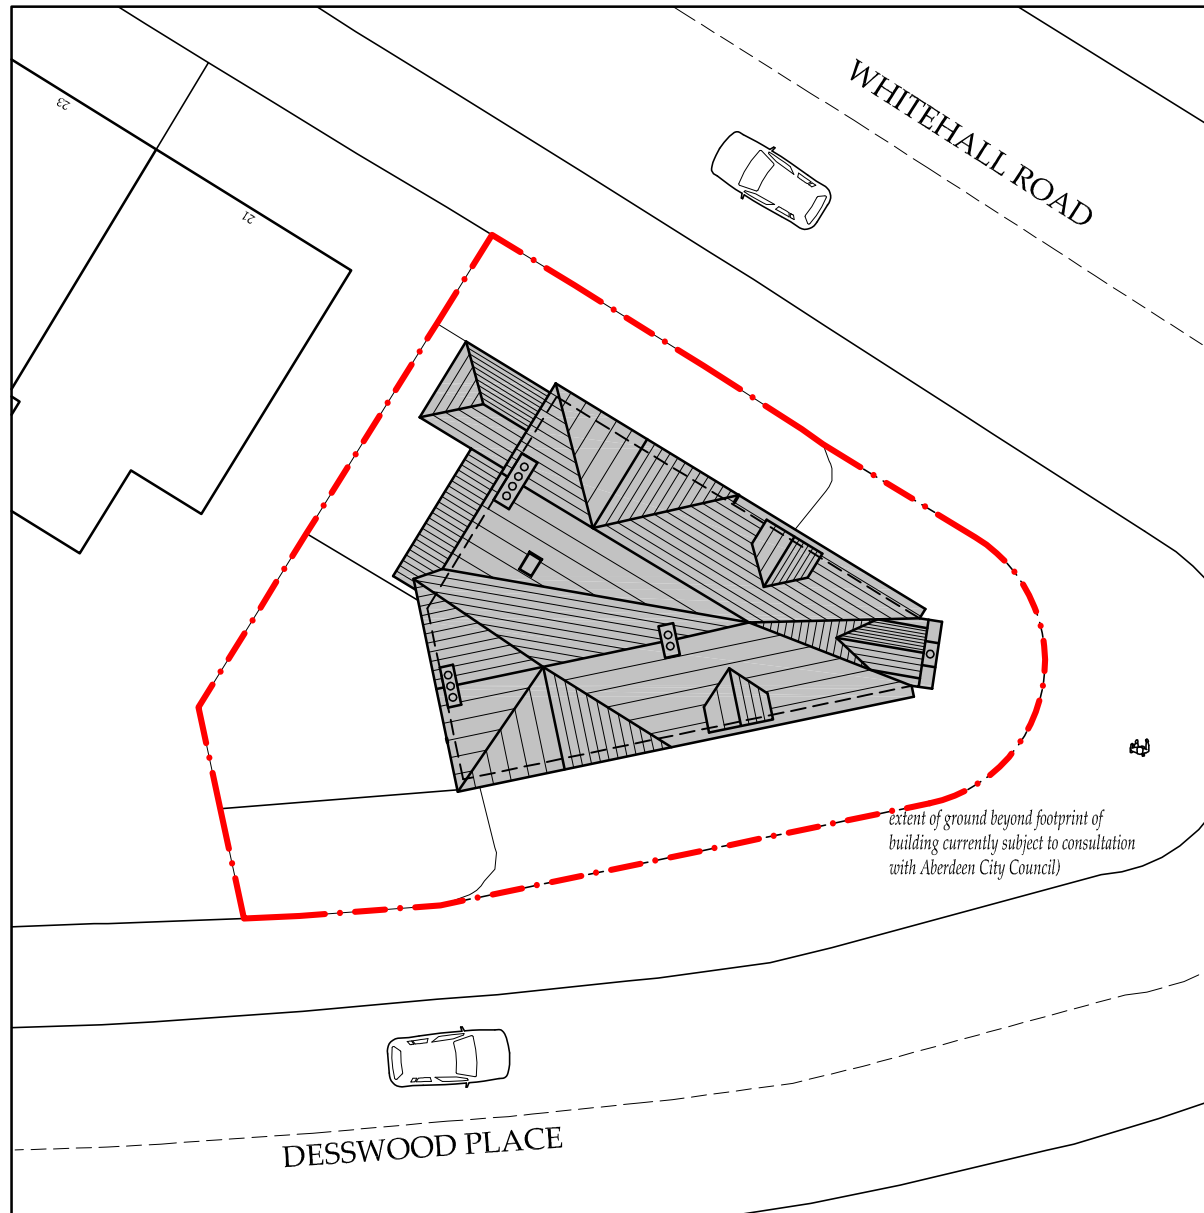 WHITEHALL ROAD
23
21
extent of ground beyond footprint of
building currently subject to consultation
with Aberdeen City Council)
DESSWOOD PLACE